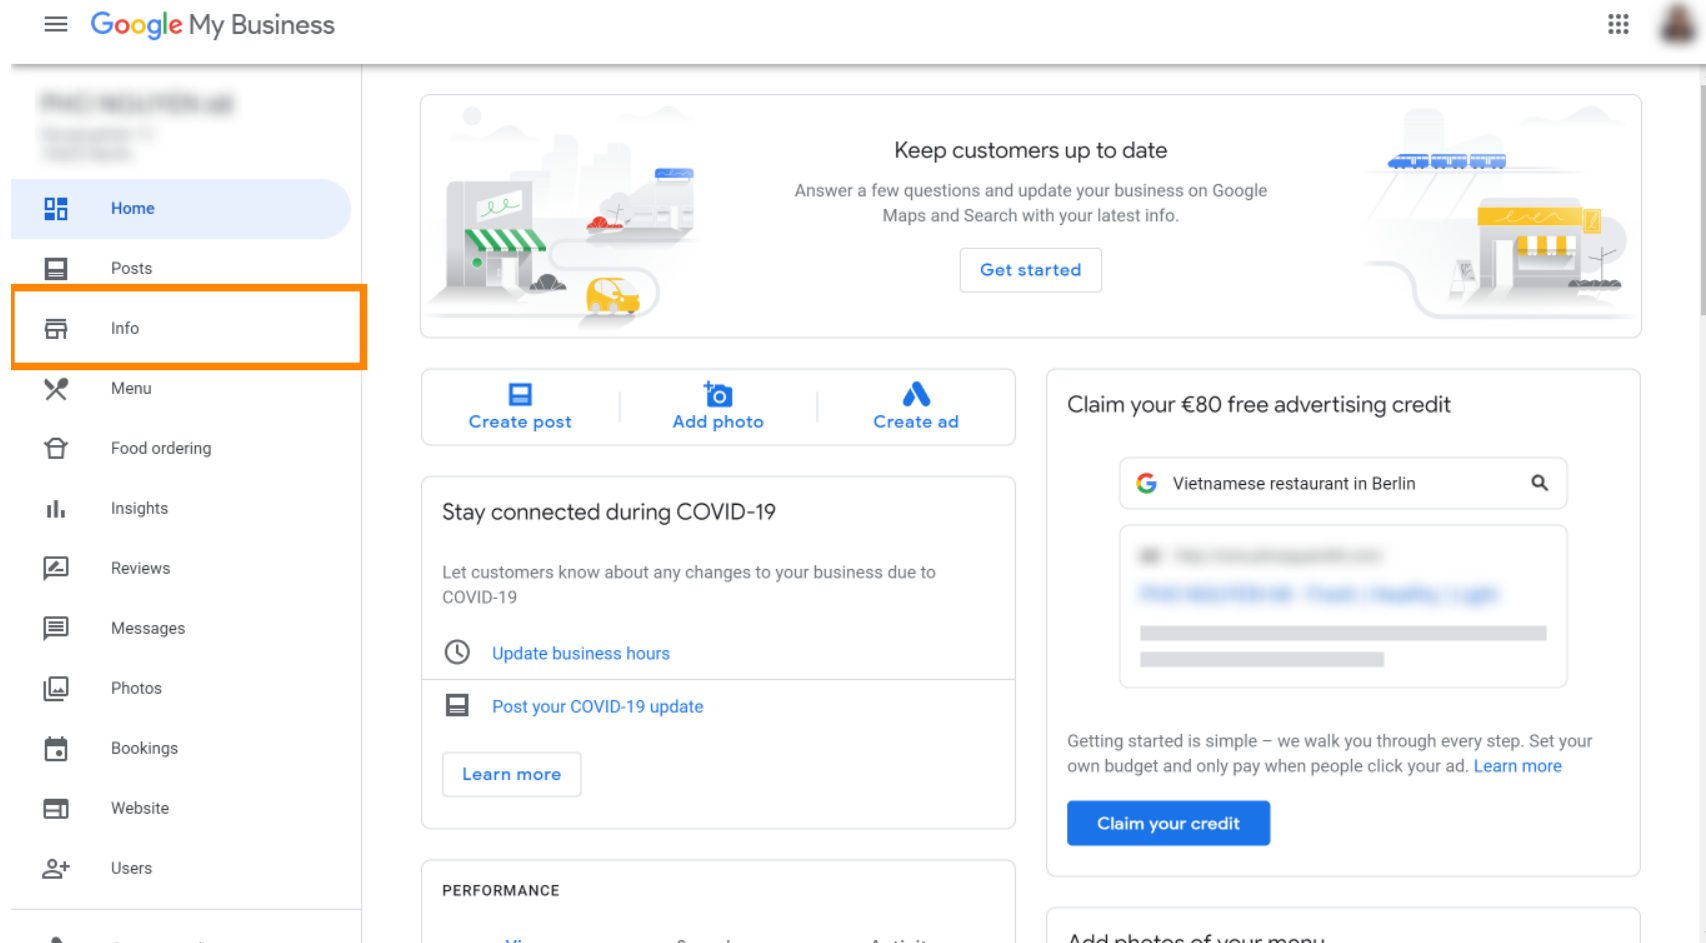 Google My Business
Home
Posts
Info
Menu
Food ordering
Insights
Reviews
Messages
Photos
Bookings
Website
Users
Keep customers up to date
Answer a few questions and update your business on Google
Maps and Search with your latest info.
Get started
Create post
Add photo
Create ad
Stay connected during COVID-19
Let customers know about any changes to your business due to
COVID-19
Update business hours
Post your COVID-19 update
Learn more
PERFORMANCE
Claim your €80 free advertising credit
Vietnamese restaurant in Berlin
Getting started is simple – we walk you through every step. Set your
own budget and only pay when people click your ad. Learn more
Claim your credit
Add photos of your menu